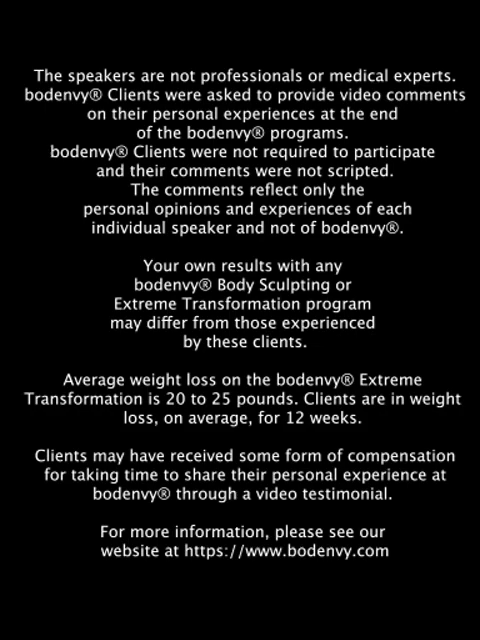 The speakers are not professionals or medical experts.
bodenvy® Clients were asked to provide video comments
on their personal experiences at the end
of the bodenvy® programs.
bodenvy® Clients were not required to participate
and their comments were not scripted.
The comments reflect only the
personal opinions and experiences of each
individual speaker and not of bodenvy®.
Your own results with any
bodenvy® Body Sculpting or
Extreme Transformation program
may differ from those experienced
by these clients.
Average weight loss on the bodenvy® Extreme
Transformation is 20 to 25 pounds. Clients are in weight
loss, on average, for 12 weeks.
Clients may have received some form of compensation
for taking time to share their personal experience at
bodenvy® through a video testimonial.
For more information, please see our
website at https://www.bodenvy.com